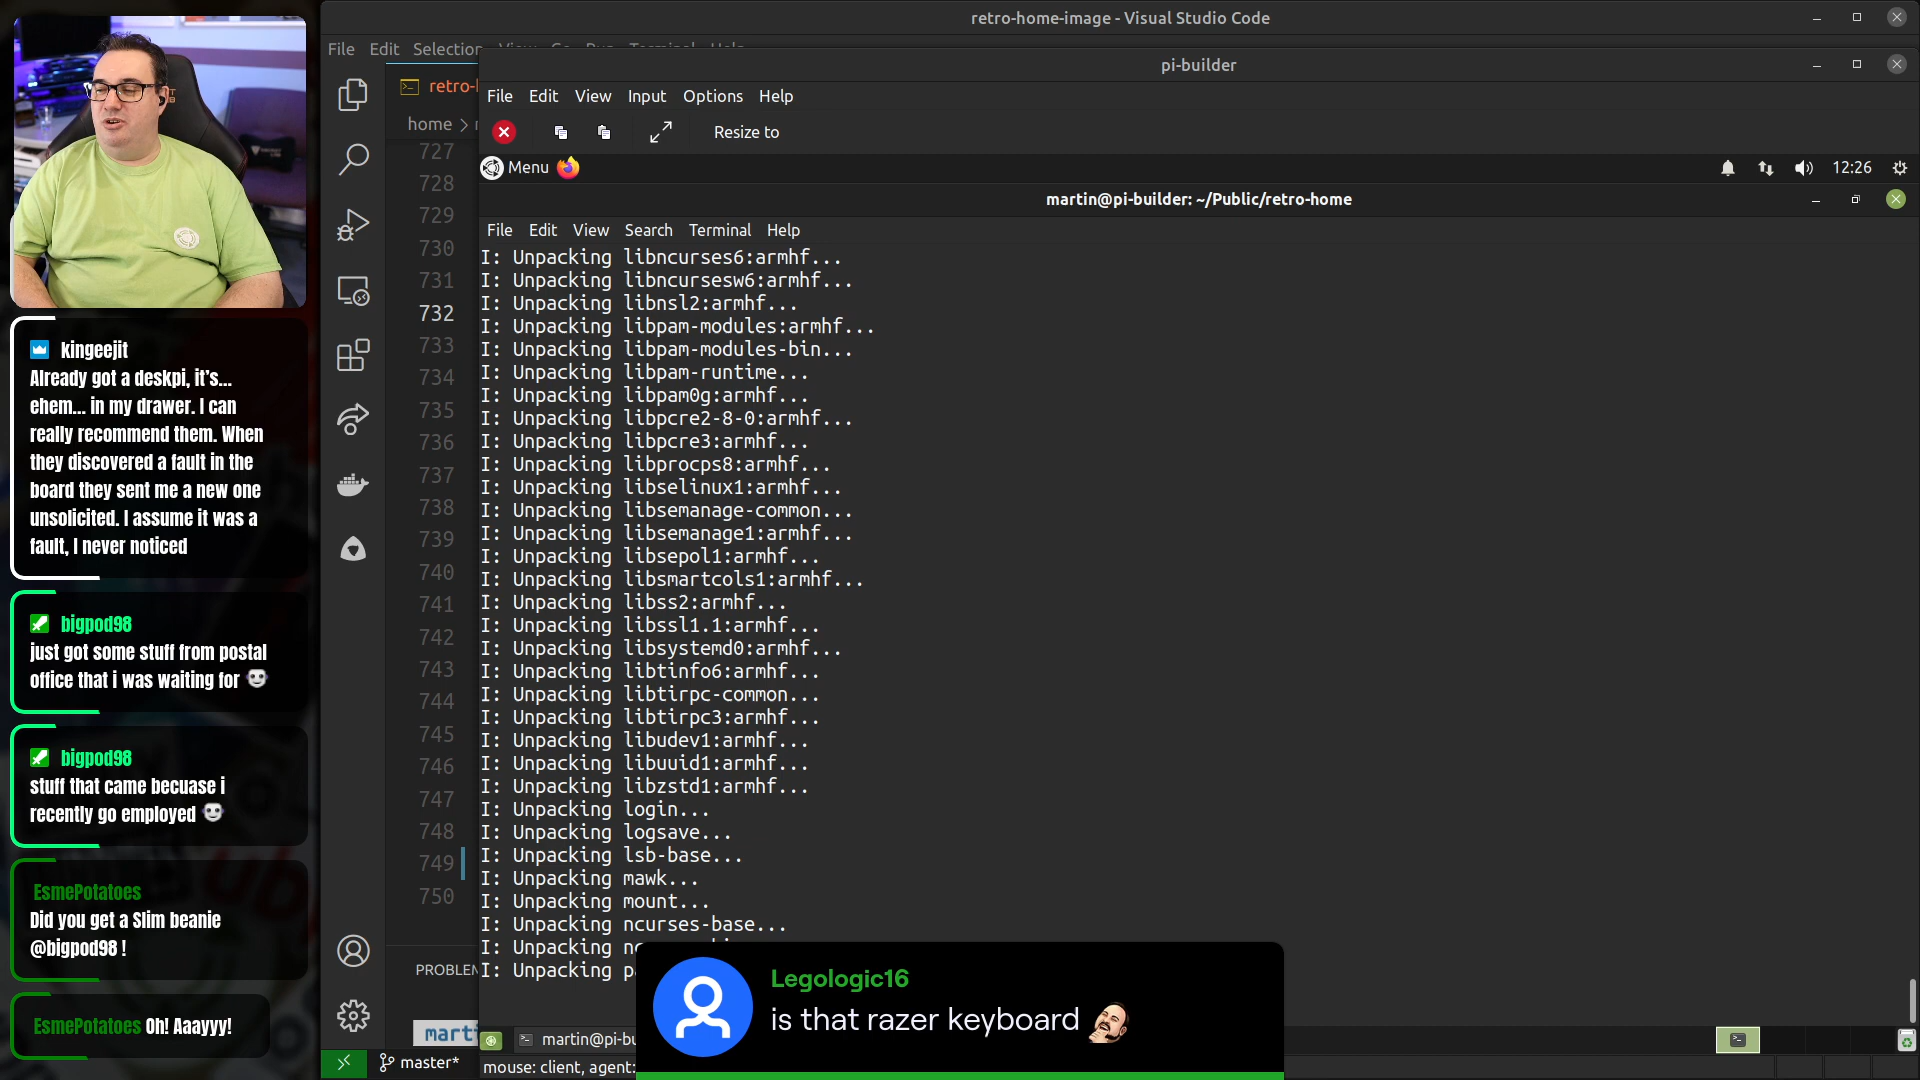 retro-home-image - Visual Studio Code
File Edit Selection View Go Run Terminal Help
pi-builder
File Edit View Input Options Help
Resize to
Menu
12:26
martin@pi-builder: ~/Public/retro-home
File Edit View Search Terminal Help
retro-h
home >
727
728
729
730
731
732
733
734
735
736
737
738
739
740
741
742
743
744
745
746
747
748
749
750
I: Unpacking libncurses6:armhf...
I: Unpacking libncursesw6:armhf...
I: Unpacking libnsl2:armhf...
I: Unpacking libpam-modules:armhf...
I: Unpacking libpam-modules-bin...
I: Unpacking libpam-runtime...
I: Unpacking libpam0g:armhf...
I: Unpacking libpcre2-8-0:armhf...
I: Unpacking libpcre3:armhf...
I: Unpacking libprocps8:armhf...
I: Unpacking libselinux1:armhf...
I: Unpacking libsemanage-common...
I: Unpacking libsemanage1:armhf...
I: Unpacking libsepol1:armhf...
I: Unpacking libsmartcols1:armhf...
I: Unpacking libss2:armhf...
I: Unpacking libssl1.1:armhf...
I: Unpacking libsystemd0:armhf...
I: Unpacking libtinfo6:armhf...
I: Unpacking libtirpc-common...
I: Unpacking libtirpc3:armhf...
I: Unpacking libudev1:armhf...
I: Unpacking libuuid1:armhf...
I: Unpacking libzstd1:armhf...
I: Unpacking login...
I: Unpacking logsave...
I: Unpacking lsb-base...
I: Unpacking mawk...
I: Unpacking mount...
I: Unpacking ncurses-base...
I: Unpacking
I: Unpacking
PROBLEM
marti
martin@pi-bu
master*
mouse: client, agent:
kingeejit
Already got a deskpi, it's...
ehem... in my drawer. I can
really recommend them. When
they discovered a fault in the
board they sent me a new one
unsolicited. I assume it was a
fault, I never noticed
bigpod98
just got some stuff from postal
office that i was waiting for
bigpod98
stuff that came becuase i
recently go employed
EsmePotatoes
Did you get a Slim beanie
@bigpod98 !
EsmePotatoes Oh! Aaayyy!
Legologic16
is that razer keyboard